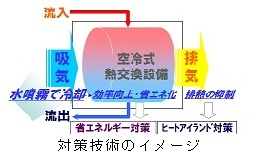 流入
吸気
空冷式
熱交換設備
排気
水噴霧で冷却
効率向上・省エネ化
排熱の抑制
流出
省エネルギー対策
ヒートアイランド対策
対策技術のイメージ